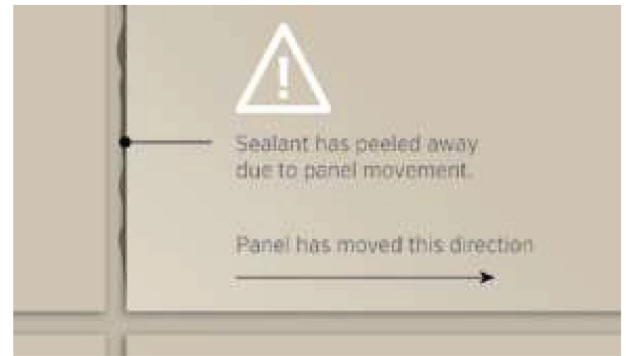 !
Sealant has peeled away
due to panel movement.
Panel has moved this direction